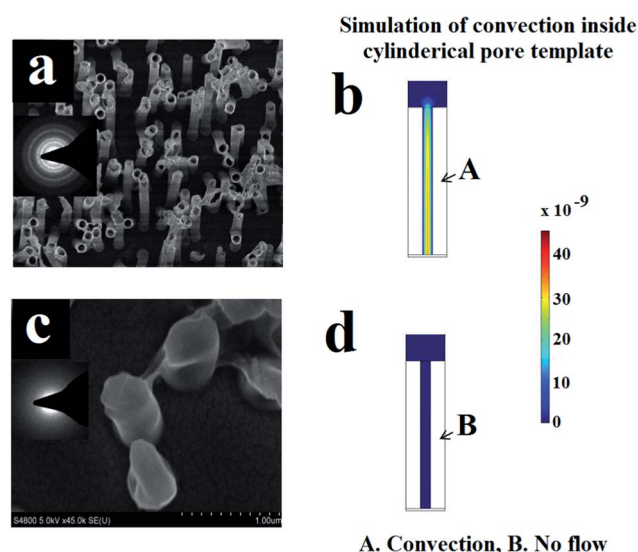 Simulation of convection inside
cylinderical pore template
a
b
A
x 10 -9
40
30
20
10
0
c
d
B
S4800 5.0kV x45.0k SE(U)
1.00um
A. Convection, B. No flow